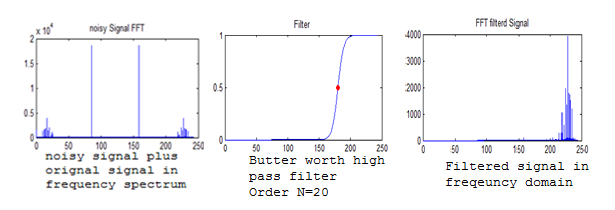 noisy Signal FFT
x 10^4
2
1.5
1
0.5
0
0 50 100 150 200 250
noisy signal plus
orignal signal in
frequency spectrum
Filter
1
0.5
0
0 50 100 150 200 250
Butter worth high
pass filter
Order N=20
FFT filterd Signal
4000
3000
2000
1000
0
0 50 100 150 200 250
Filtered signal in
freqeuncy domain